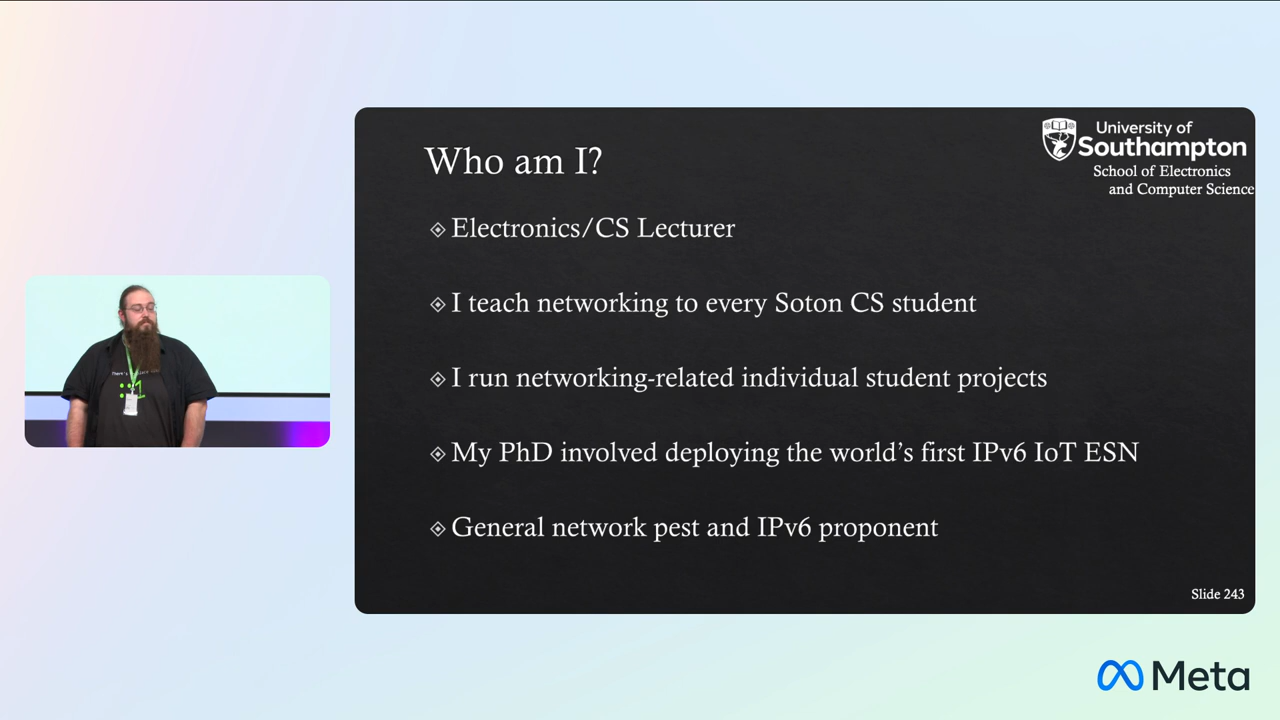 University of
Southampton
School of Electronics
and Computer Science
Who am I?
Electronics/CS Lecturer
I teach networking to every Soton CS student
I run networking-related individual student projects
My PhD involved deploying the world's first IPv6 IoT ESN
General network pest and IPv6 proponent
Slide 243
There's
::1
Meta